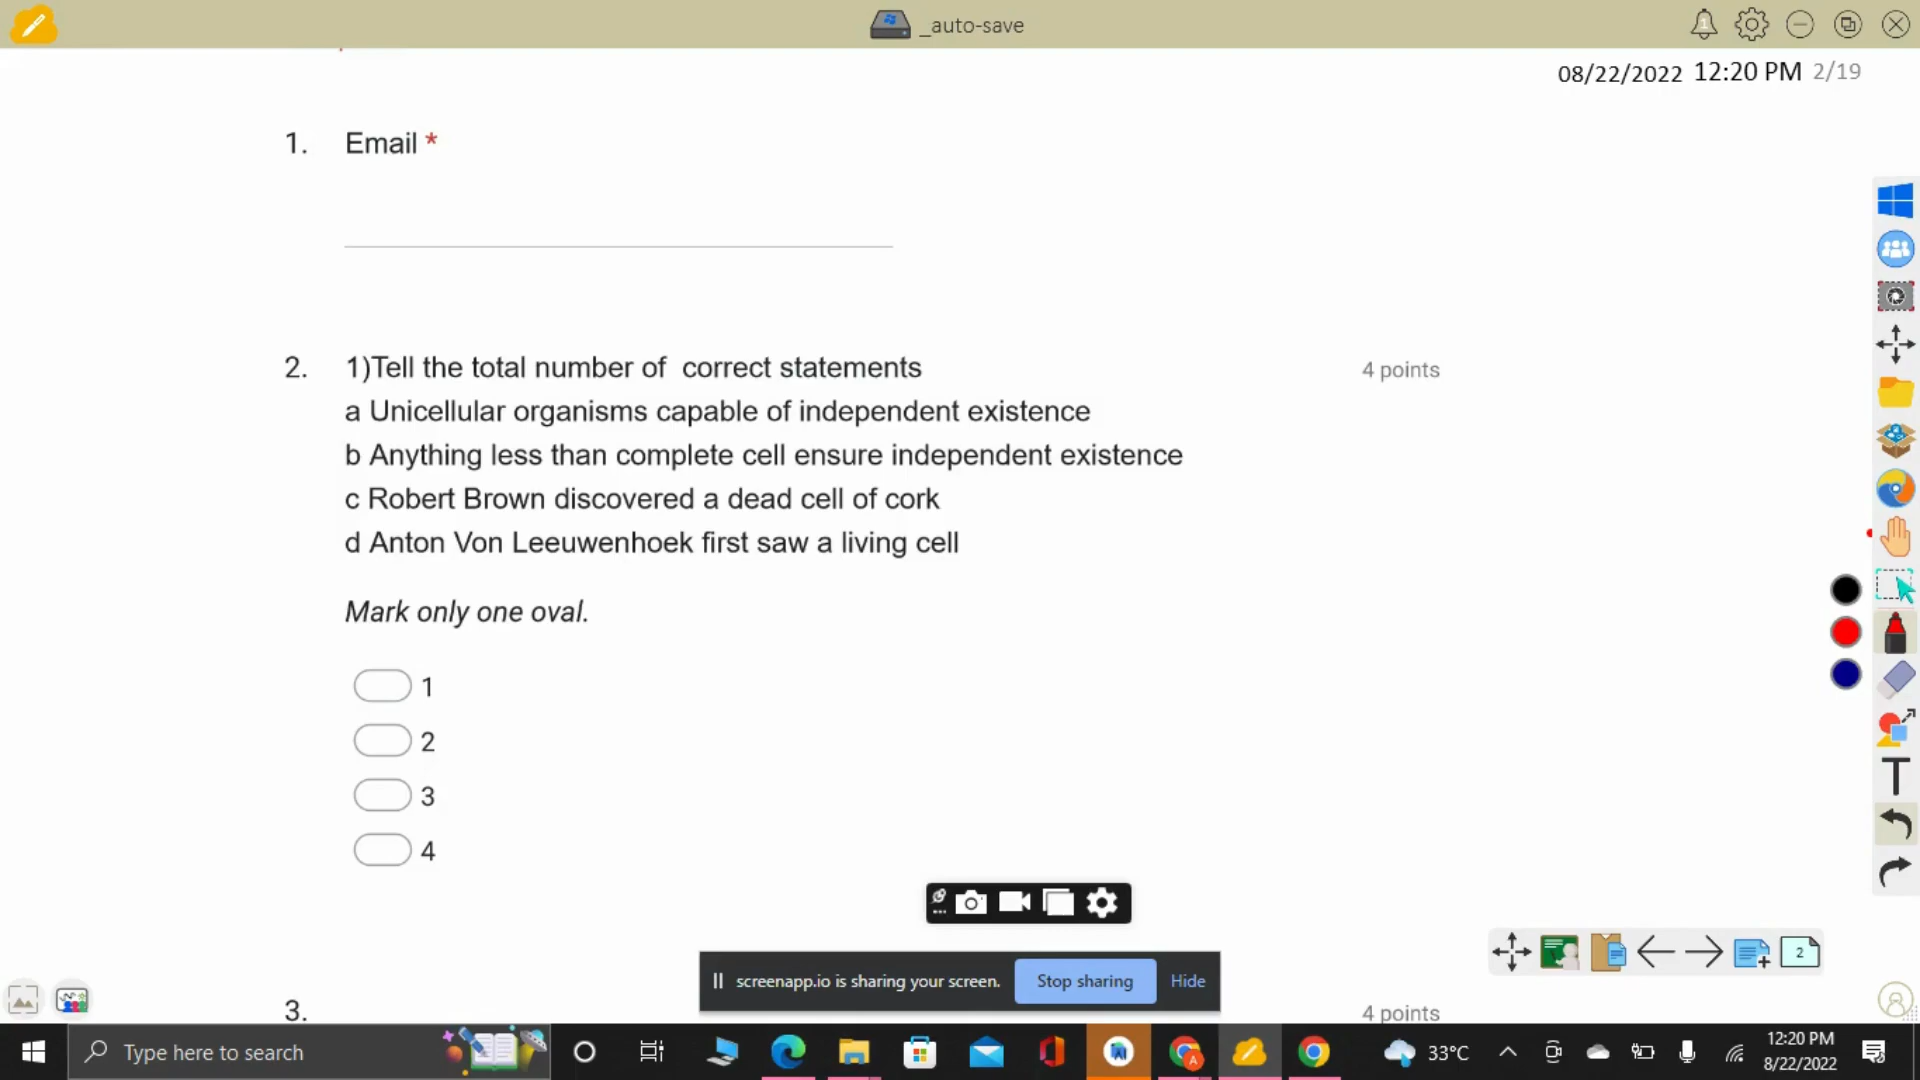 _auto-save
08/22/2022 12:20 PM 2/19
1. Email *
2. 1)Tell the total number of correct statements 4 points
a Unicellular organisms capable of independent existence
b Anything less than complete cell ensure independent existence
c Robert Brown discovered a dead cell of cork
d Anton Von Leeuwenhoek first saw a living cell
Mark only one oval.
1
2
3
4
2
screenapp.io is sharing your screen. Stop sharing Hide
3. 4 points
Type here to search
33°C
12:20 PM
8/22/2022